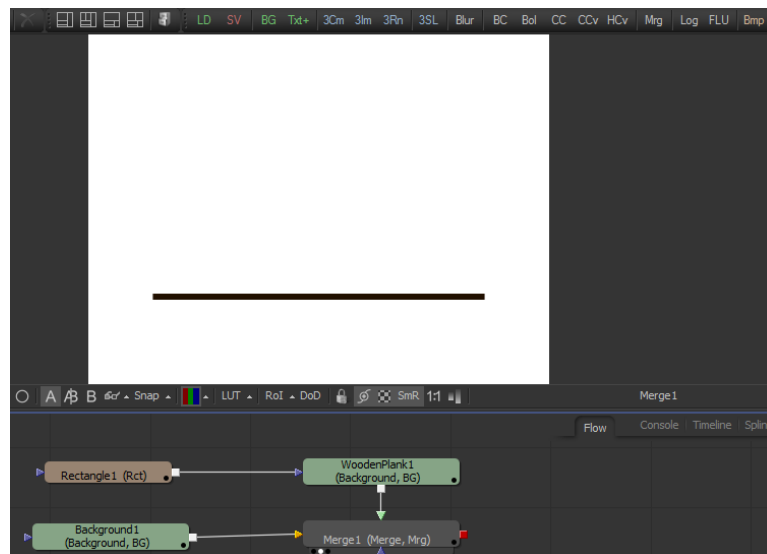 LD SV BG Txt+ 3Cm 3Im 3Rn 3SL Blur BC Bol CC CCv HCv Mrg Log FLU Bmp
A A B Snap LUT RoI DoD SmR 1:1 Merge1
Flow Console Timeline Splin
WoodenPlank1
Rectangle1 (Rct) (Background, BG)
Background1
(Background, BG) Merge1 (Merge, Mrg)